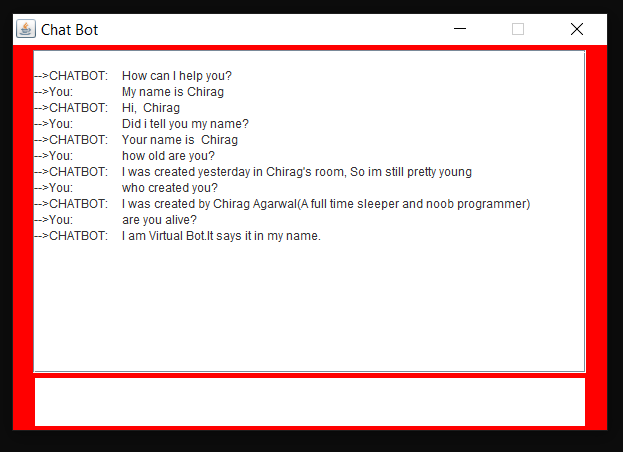 Chat Bot
-->CHATBOT: How can I help you?
-->You: My name is Chirag
-->CHATBOT: Hi,  Chirag
-->You: Did i tell you my name?
-->CHATBOT: Your name is  Chirag
-->You: how old are you?
-->CHATBOT: I was created yesterday in Chirag's room, So im still pretty young
-->You: who created you?
-->CHATBOT: I was created by Chirag Agarwal(A full time sleeper and noob programmer)
-->You: are you alive?
-->CHATBOT: I am Virtual Bot.It says it in my name.